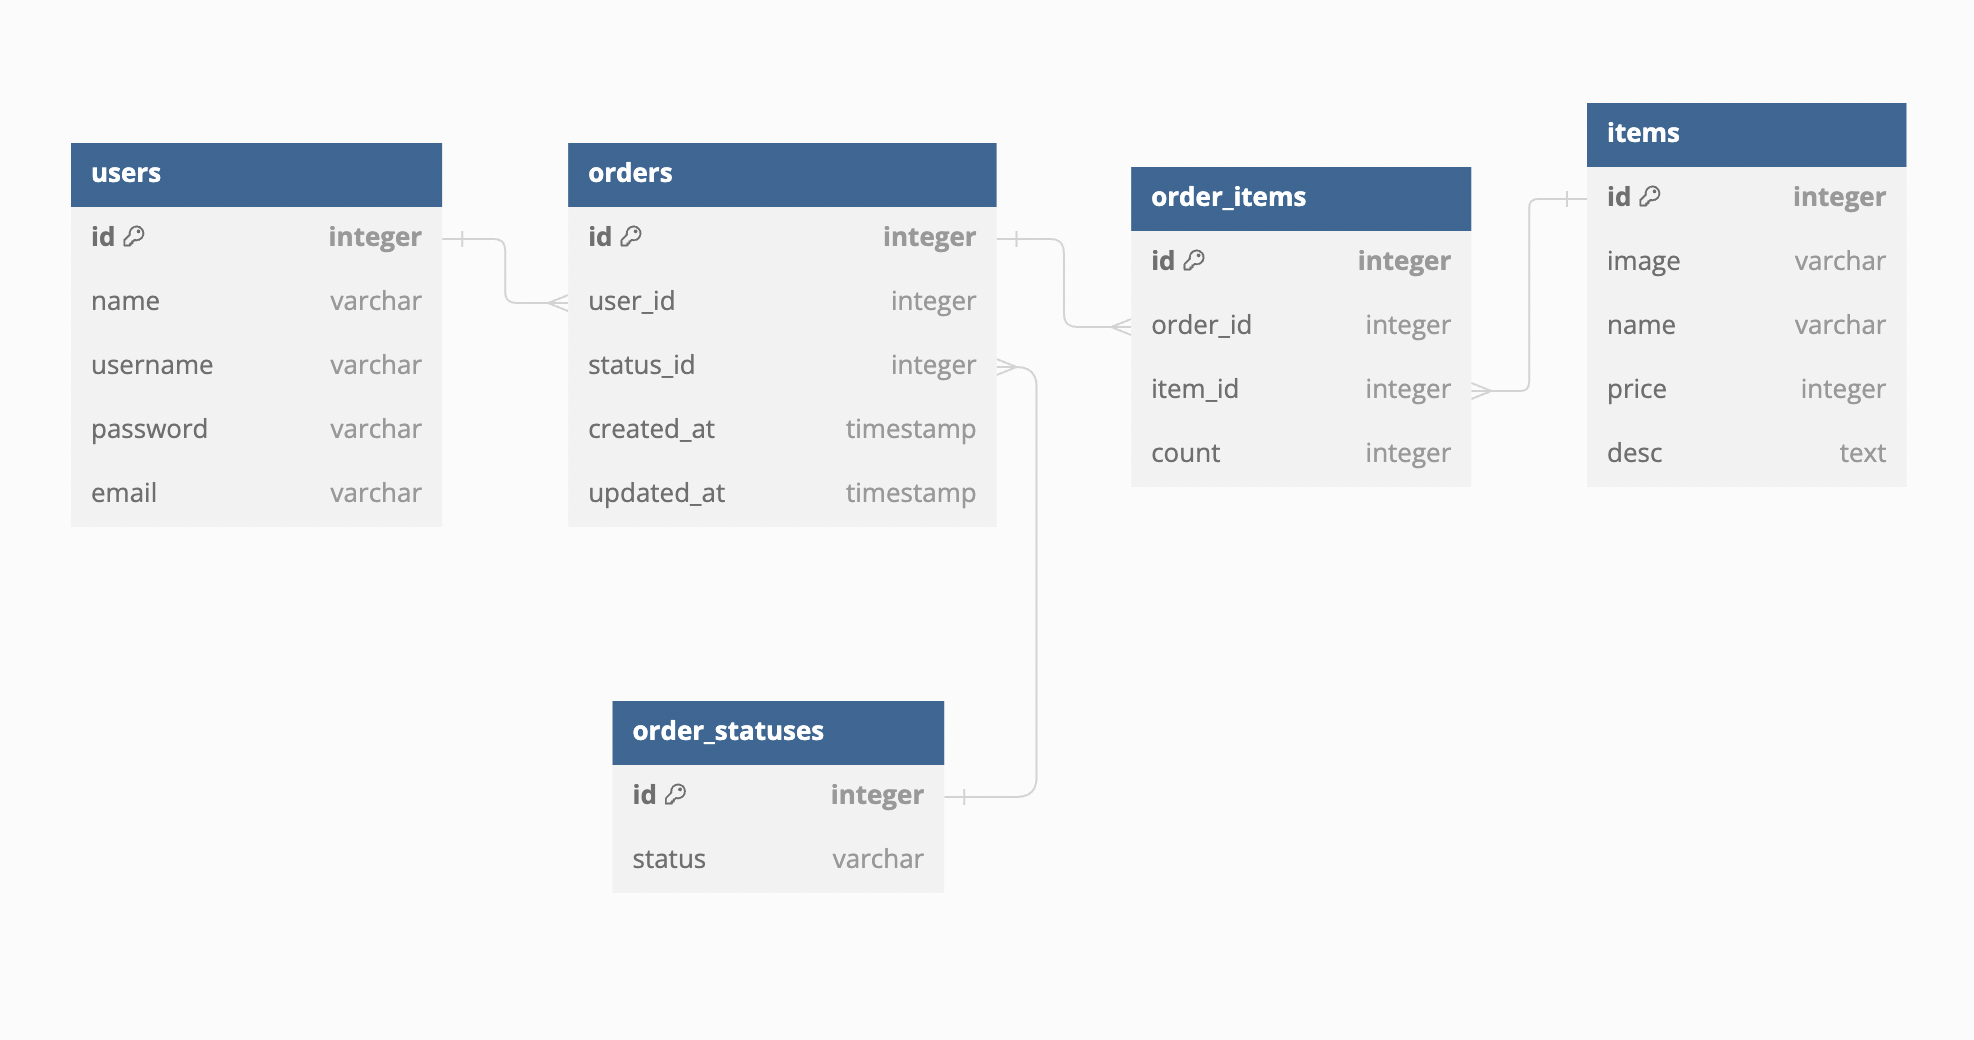 users
id integer
name varchar
username varchar
password varchar
email varchar
orders
id integer
user_id integer
status_id integer
created_at timestamp
updated_at timestamp
order_items
id integer
order_id integer
item_id integer
count integer
items
id integer
image varchar
name varchar
price integer
desc text
order_statuses
id integer
status varchar